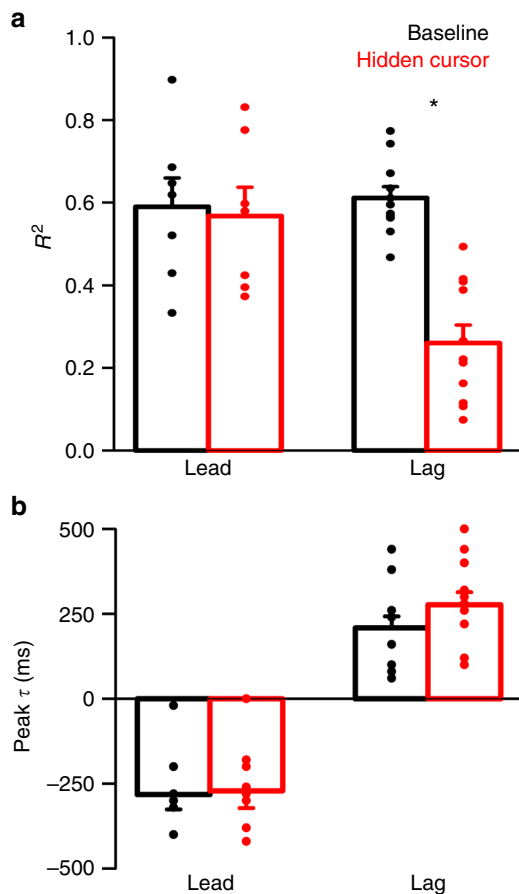 a
Baseline
Hidden cursor
*
R²
1.0
0.8
0.6
0.4
0.2
0.0
Lead Lag
b
Peak τ (ms)
500
250
0
−250
−500
Lead Lag